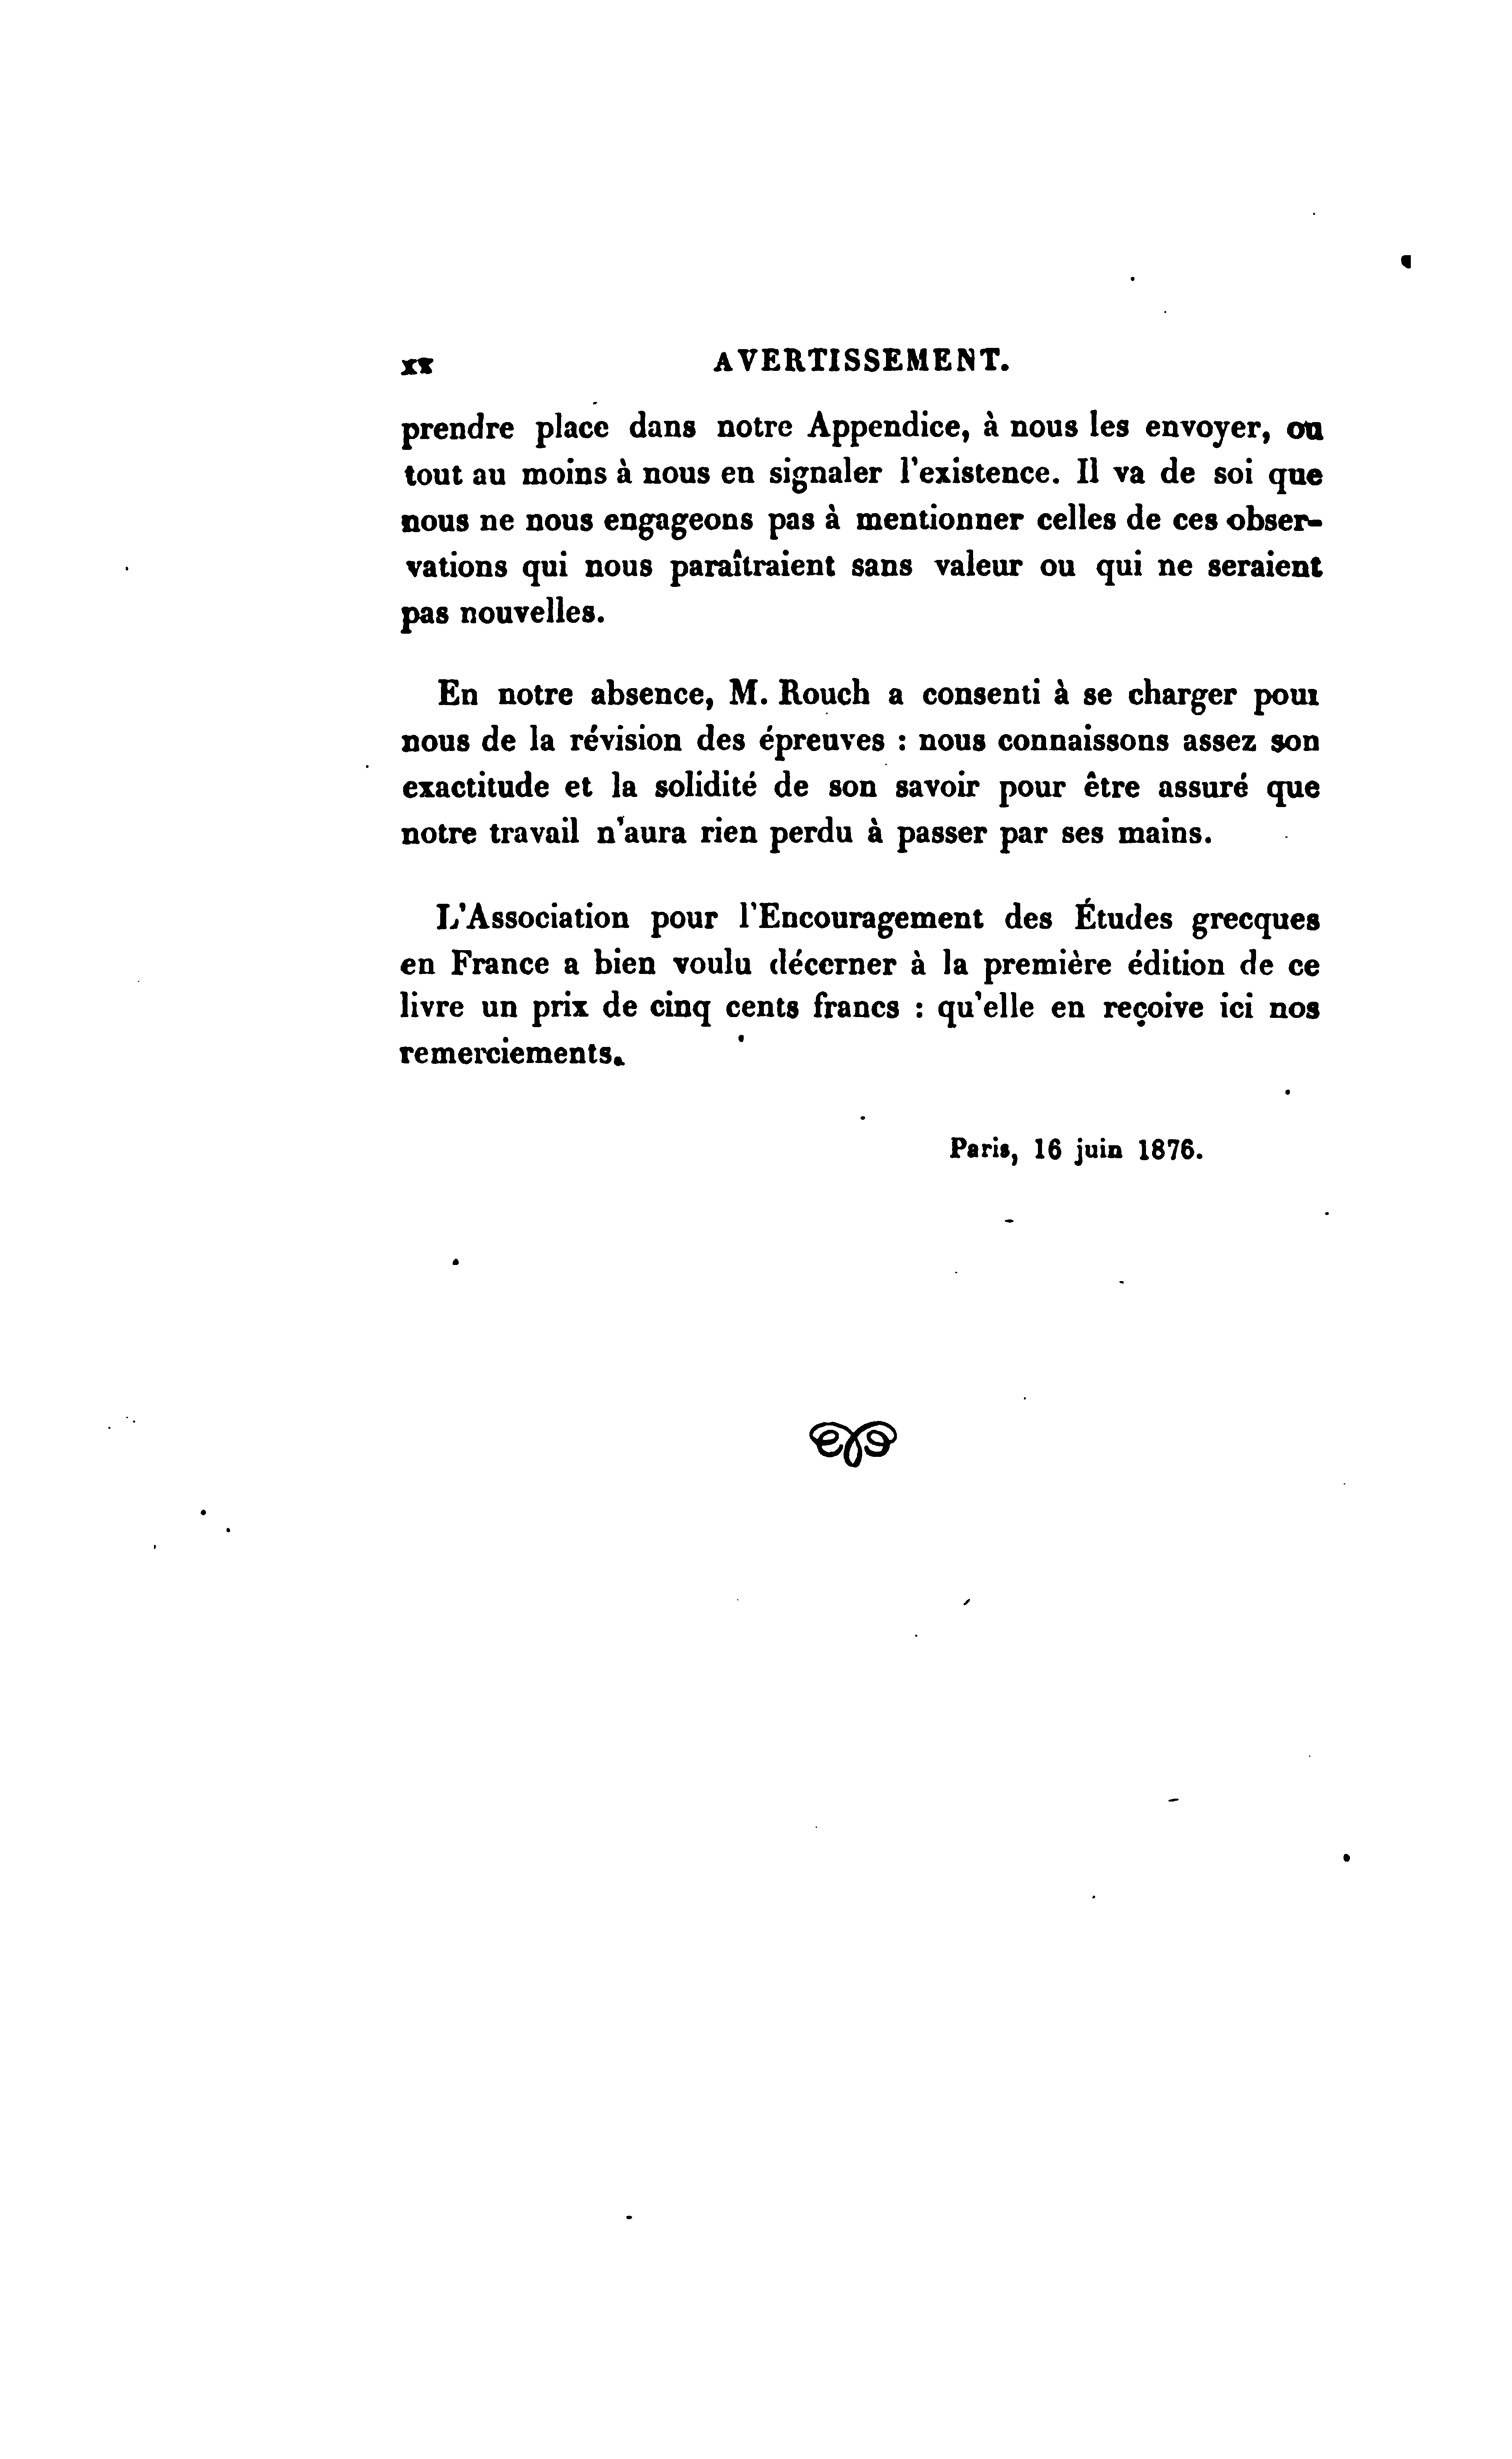 xx AVERTISSEMENT.
prendre place dans notre Appendice, à nous les envoyer, ou
tout au moins à nous en signaler l'existence. Il va de soi que
nous ne nous engageons pas à mentionner celles de ces obser-
vations qui nous paraîtraient sans valeur ou qui ne seraient
pas nouvelles.
En notre absence, M. Rouch a consenti à se charger pour
nous de la révision des épreuves : nous connaissons assez son
exactitude et la solidité de son savoir pour être assuré que
notre travail n'aura rien perdu à passer par ses mains.
L'Association pour l'Encouragement des Études grecques
en France a bien voulu décerner à la première édition de ce
livre un prix de cinq cents francs : qu'elle en reçoive ici nos
remerciements.
Paris, 16 juin 1876.